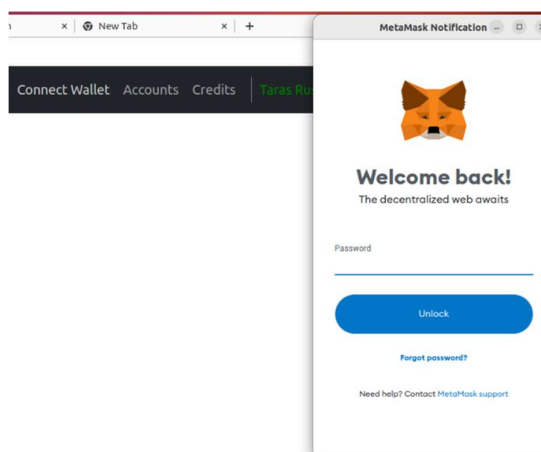 New Tab
MetaMask Notification
Connect Wallet Accounts Credits Taras
Welcome back!
The decentralized web awaits
Password
Unlock
Forgot password?
Need help? Contact MetaMask support